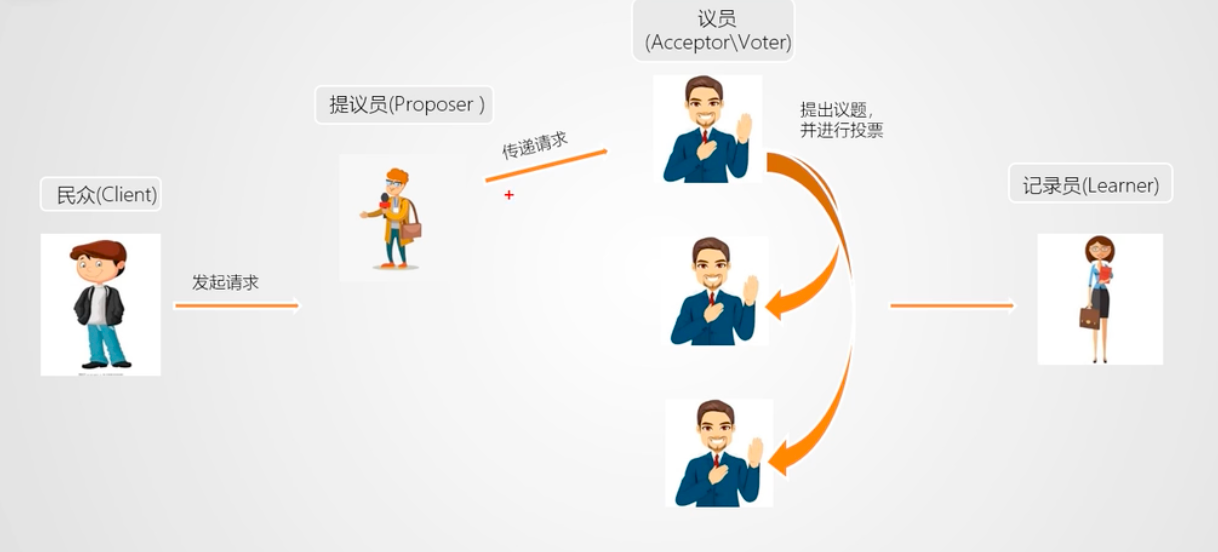 民众(Client)
发起请求
提议员(Proposer )
传递请求
议员
(Acceptor\Voter)
提出议题，
并进行投票
记录员(Learner)